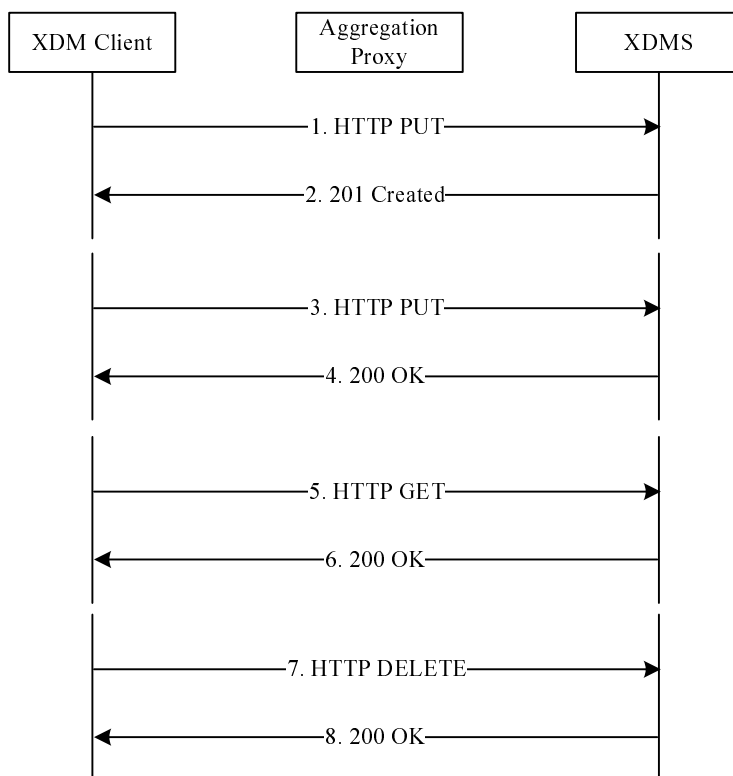 XDM Client
Aggregation
Proxy
XDMS
1. HTTP PUT
2. 201 Created
3. HTTP PUT
4. 200 OK
5. HTTP GET
6. 200 OK
7. HTTP DELETE
8. 200 OK